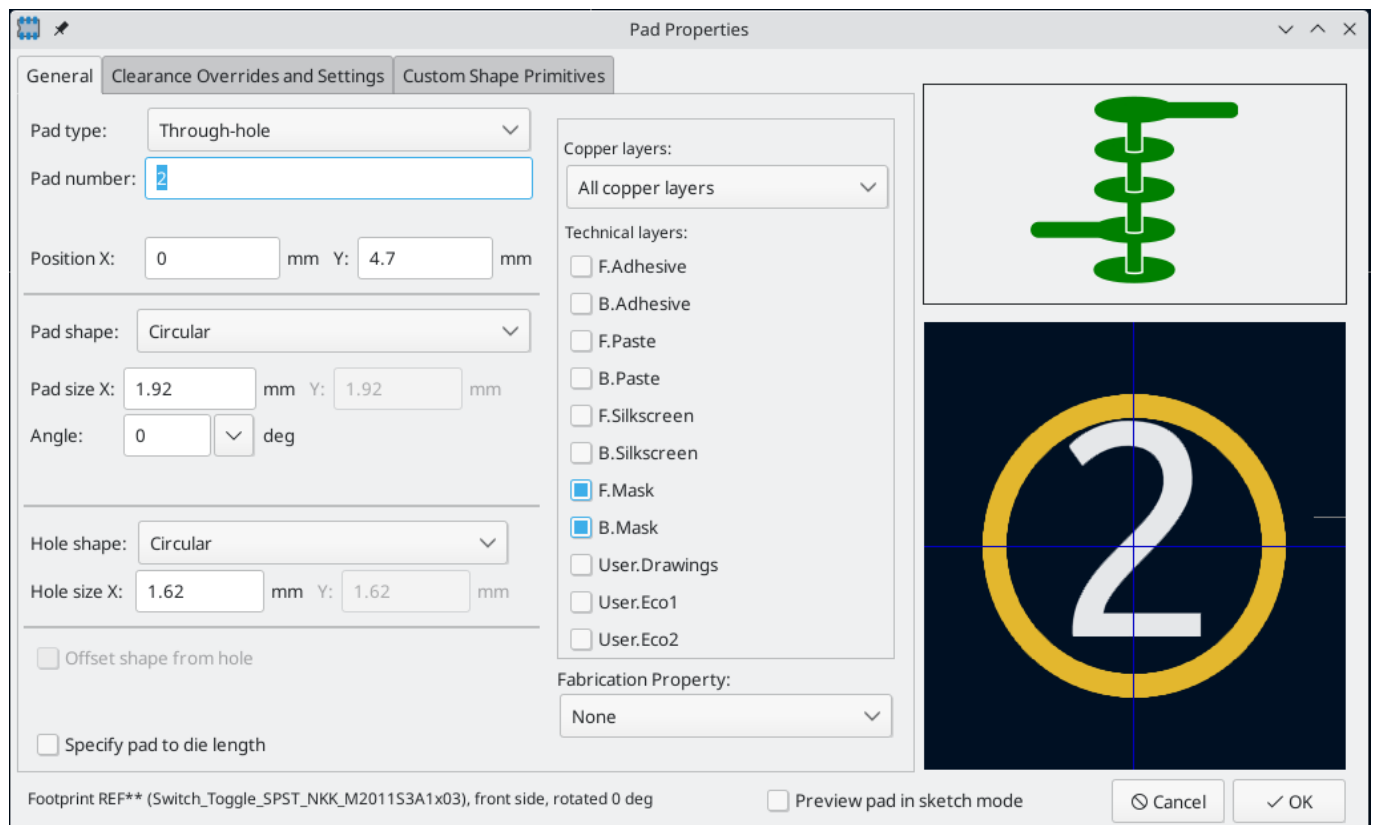 Pad Properties
General
Clearance Overrides and Settings
Custom Shape Primitives
Pad type:
Through-hole
Pad number:
2
Position X:
0
mm
Y:
4.7
mm
Pad shape:
Circular
Pad size X:
1.92
mm
Y:
1.92
mm
Angle:
0
deg
Hole shape:
Circular
Hole size X:
1.62
mm
Y:
1.62
mm
Offset shape from hole
Specify pad to die length
Copper layers:
All copper layers
Technical layers:
F.Adhesive
B.Adhesive
F.Paste
B.Paste
F.Silkscreen
B.Silkscreen
F.Mask
B.Mask
User.Drawings
User.Eco1
User.Eco2
Fabrication Property:
None
2
Footprint REF** (Switch_Toggle_SPST_NKK_M2011S3A1x03), front side, rotated 0 deg
Preview pad in sketch mode
Cancel
OK